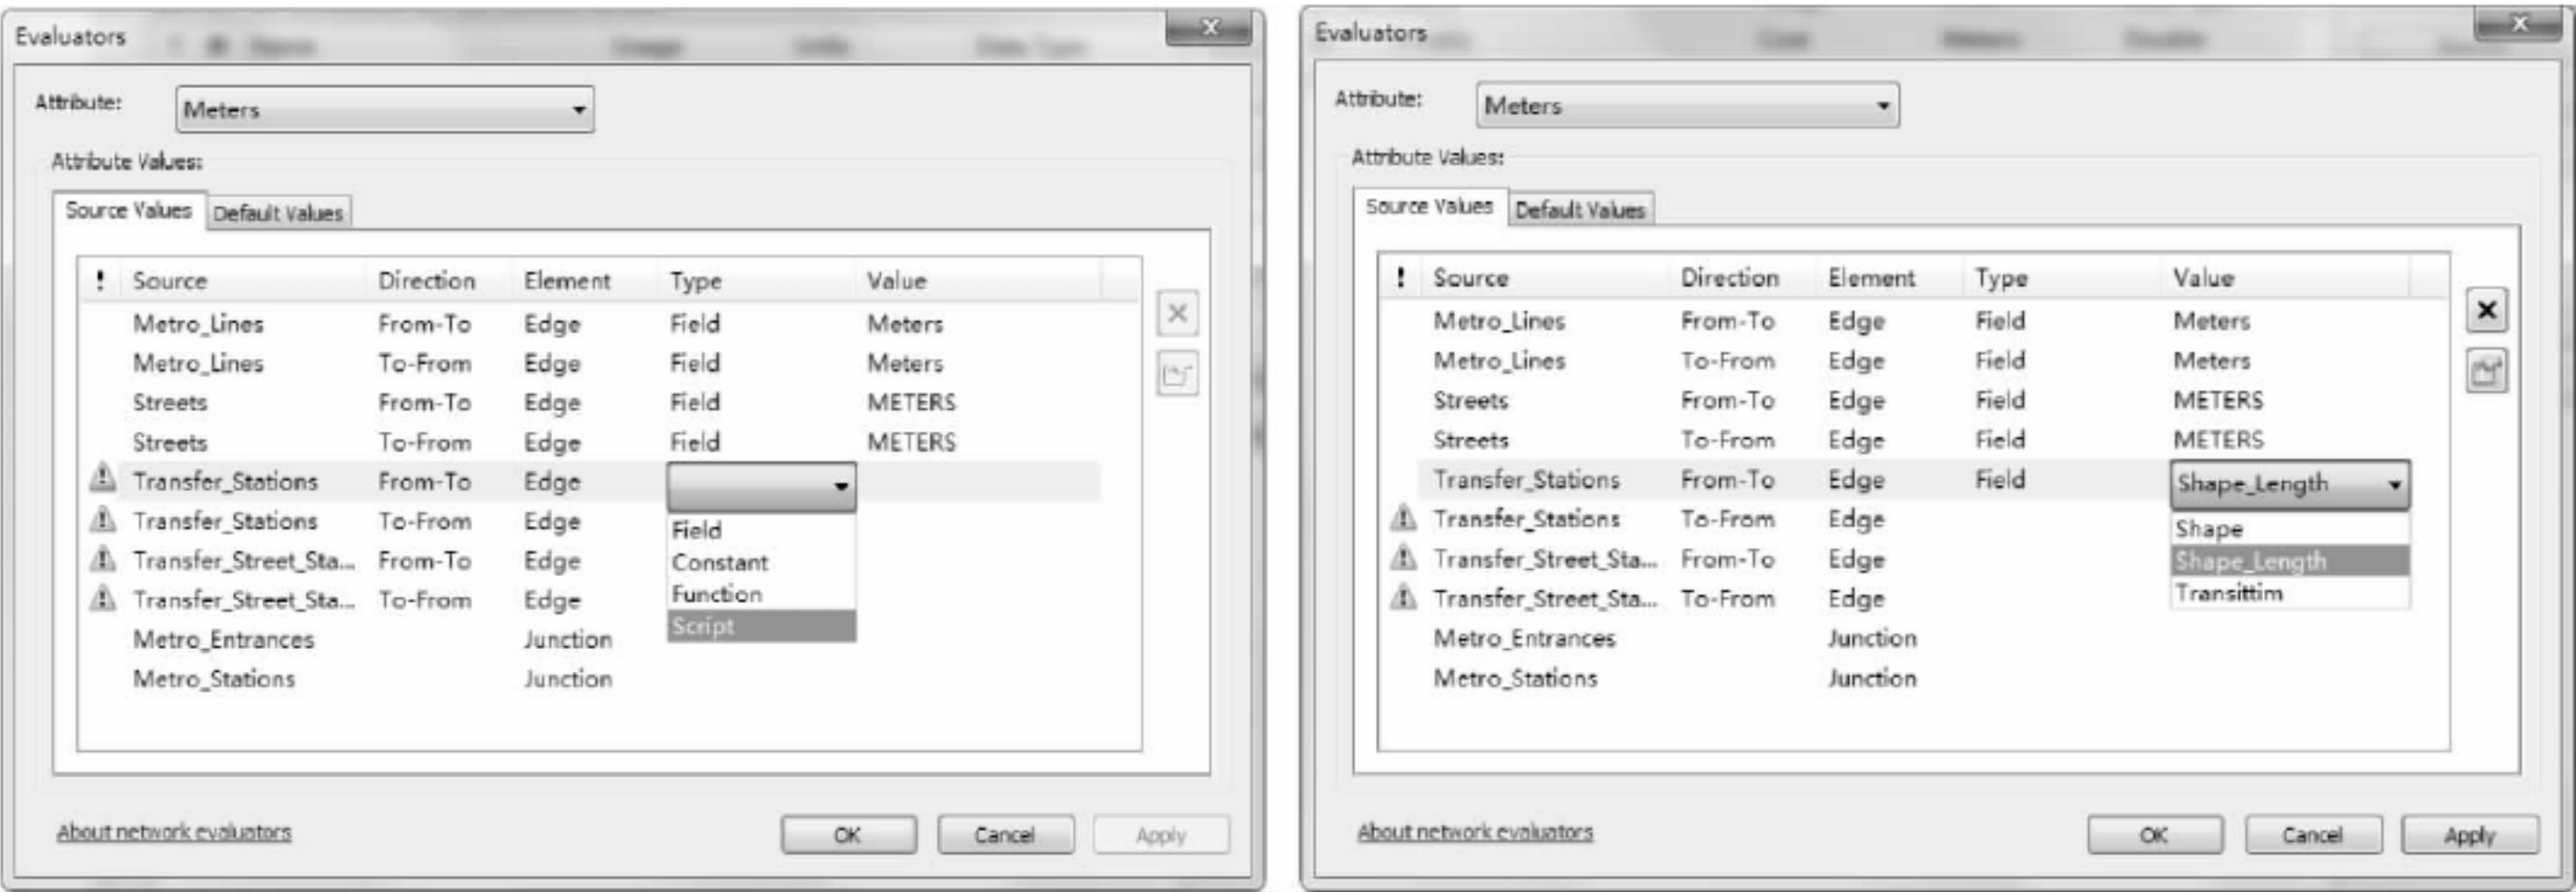 Evaluators
Attribute:
Meters
Attribute Values:
Source Values Default Values
! Source Direction Element Type Value
Metro_Lines From-To Edge Field Meters
Metro_Lines To-From Edge Field Meters
Streets From-To Edge Field METERS
Streets To-From Edge Field METERS
Transfer_Stations From-To Edge
Transfer_Stations To-From Edge
Field
Constant
Function
Script
Transfer_Street_Sta... From-To Edge
Transfer_Street_Sta... To-From Edge
Metro_Entrances Junction
Metro_Stations Junction
About network evaluators
OK Cancel Apply
Evaluators
Attribute:
Meters
Attribute Values:
Source Values Default Values
! Source Direction Element Type Value
Metro_Lines From-To Edge Field Meters
Metro_Lines To-From Edge Field Meters
Streets From-To Edge Field METERS
Streets To-From Edge Field METERS
Transfer_Stations From-To Edge Field Shape_Length
Transfer_Stations To-From Edge
Shape
Shape_Length
Transittim
Transfer_Street_Sta... From-To Edge
Transfer_Street_Sta... To-From Edge
Metro_Entrances Junction
Metro_Stations Junction
About network evaluators
OK Cancel Apply